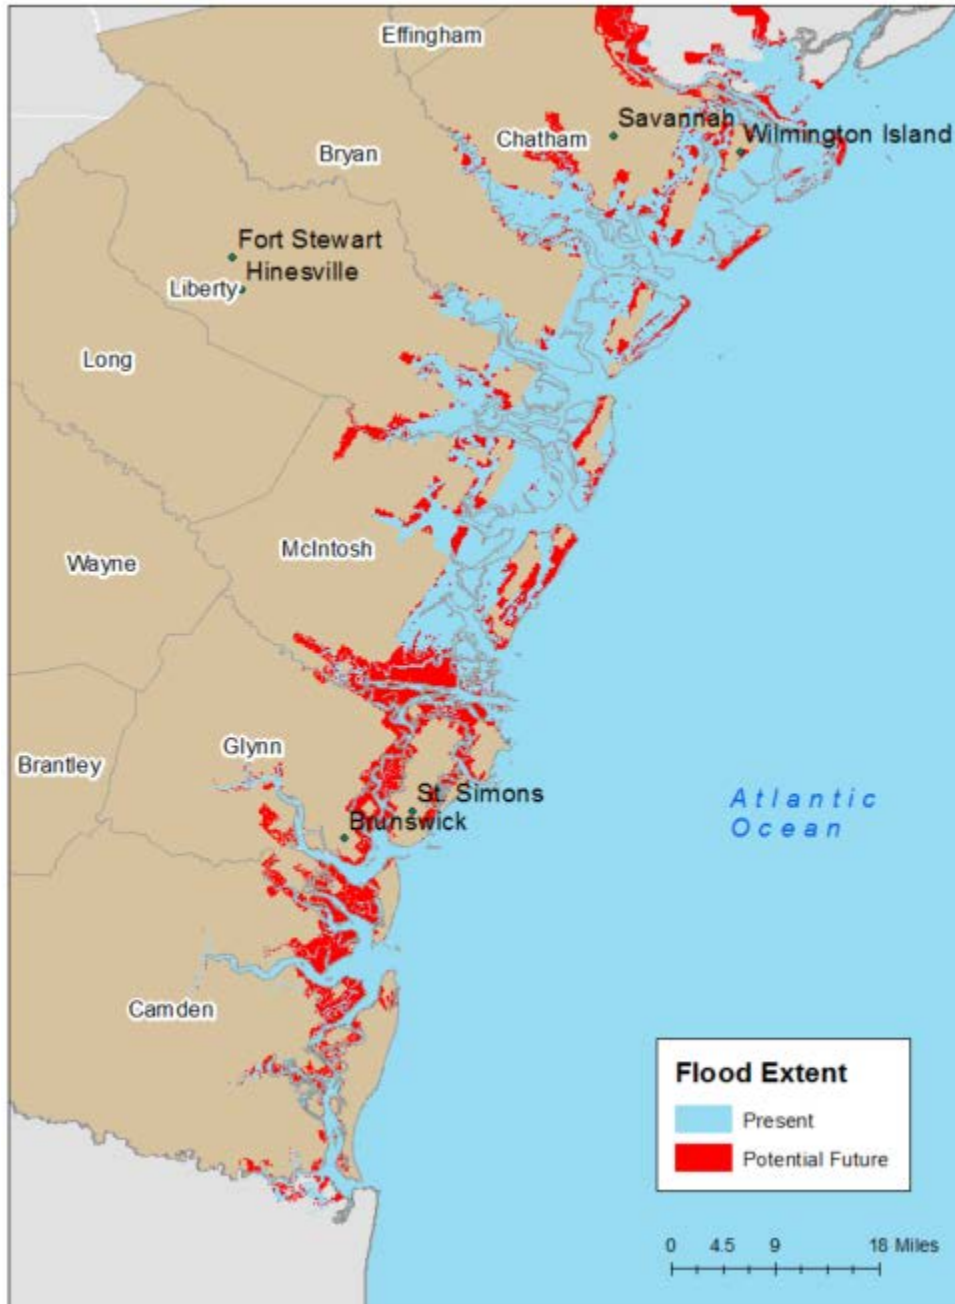 Effingham
Savannah
Chatham
Wilmington Island
Bryan
Fort Stewart
Hinesville
Liberty
Long
McIntosh
Wayne
Glynn
Brantley
St. Simons
Brunswick
Atlantic
Ocean
Camden
Flood Extent
Present
Potential Future
0 4.5 9 18 Miles